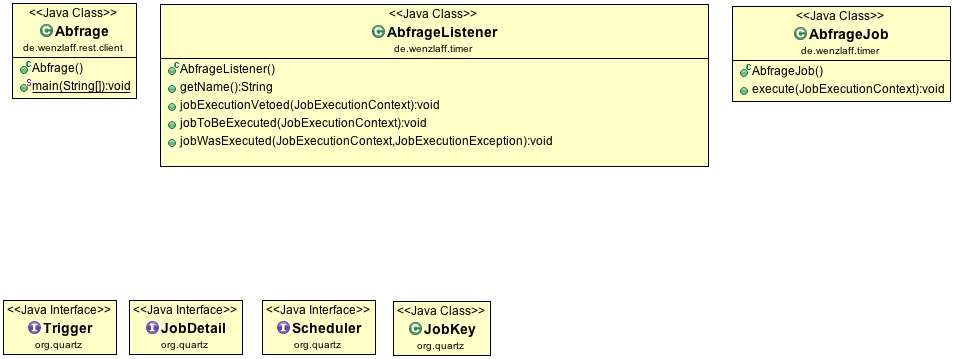 <<Java Class>>
Abfrage
de.wenzlaff.rest.client
Abfrage()
main(String[]):void
<<Java Class>>
AbfrageListener
de.wenzlaff.timer
AbfrageListener()
getName():String
jobExecutionVetoed(JobExecutionContext):void
jobToBeExecuted(JobExecutionContext):void
jobWasExecuted(JobExecutionContext,JobExecutionException):void
<<Java Class>>
AbfrageJob
de.wenzlaff.timer
AbfrageJob()
execute(JobExecutionContext):void
<<Java Interface>>
Trigger
org.quartz
<<Java Interface>>
JobDetail
org.quartz
<<Java Interface>>
Scheduler
org.quartz
<<Java Class>>
JobKey
org.quartz